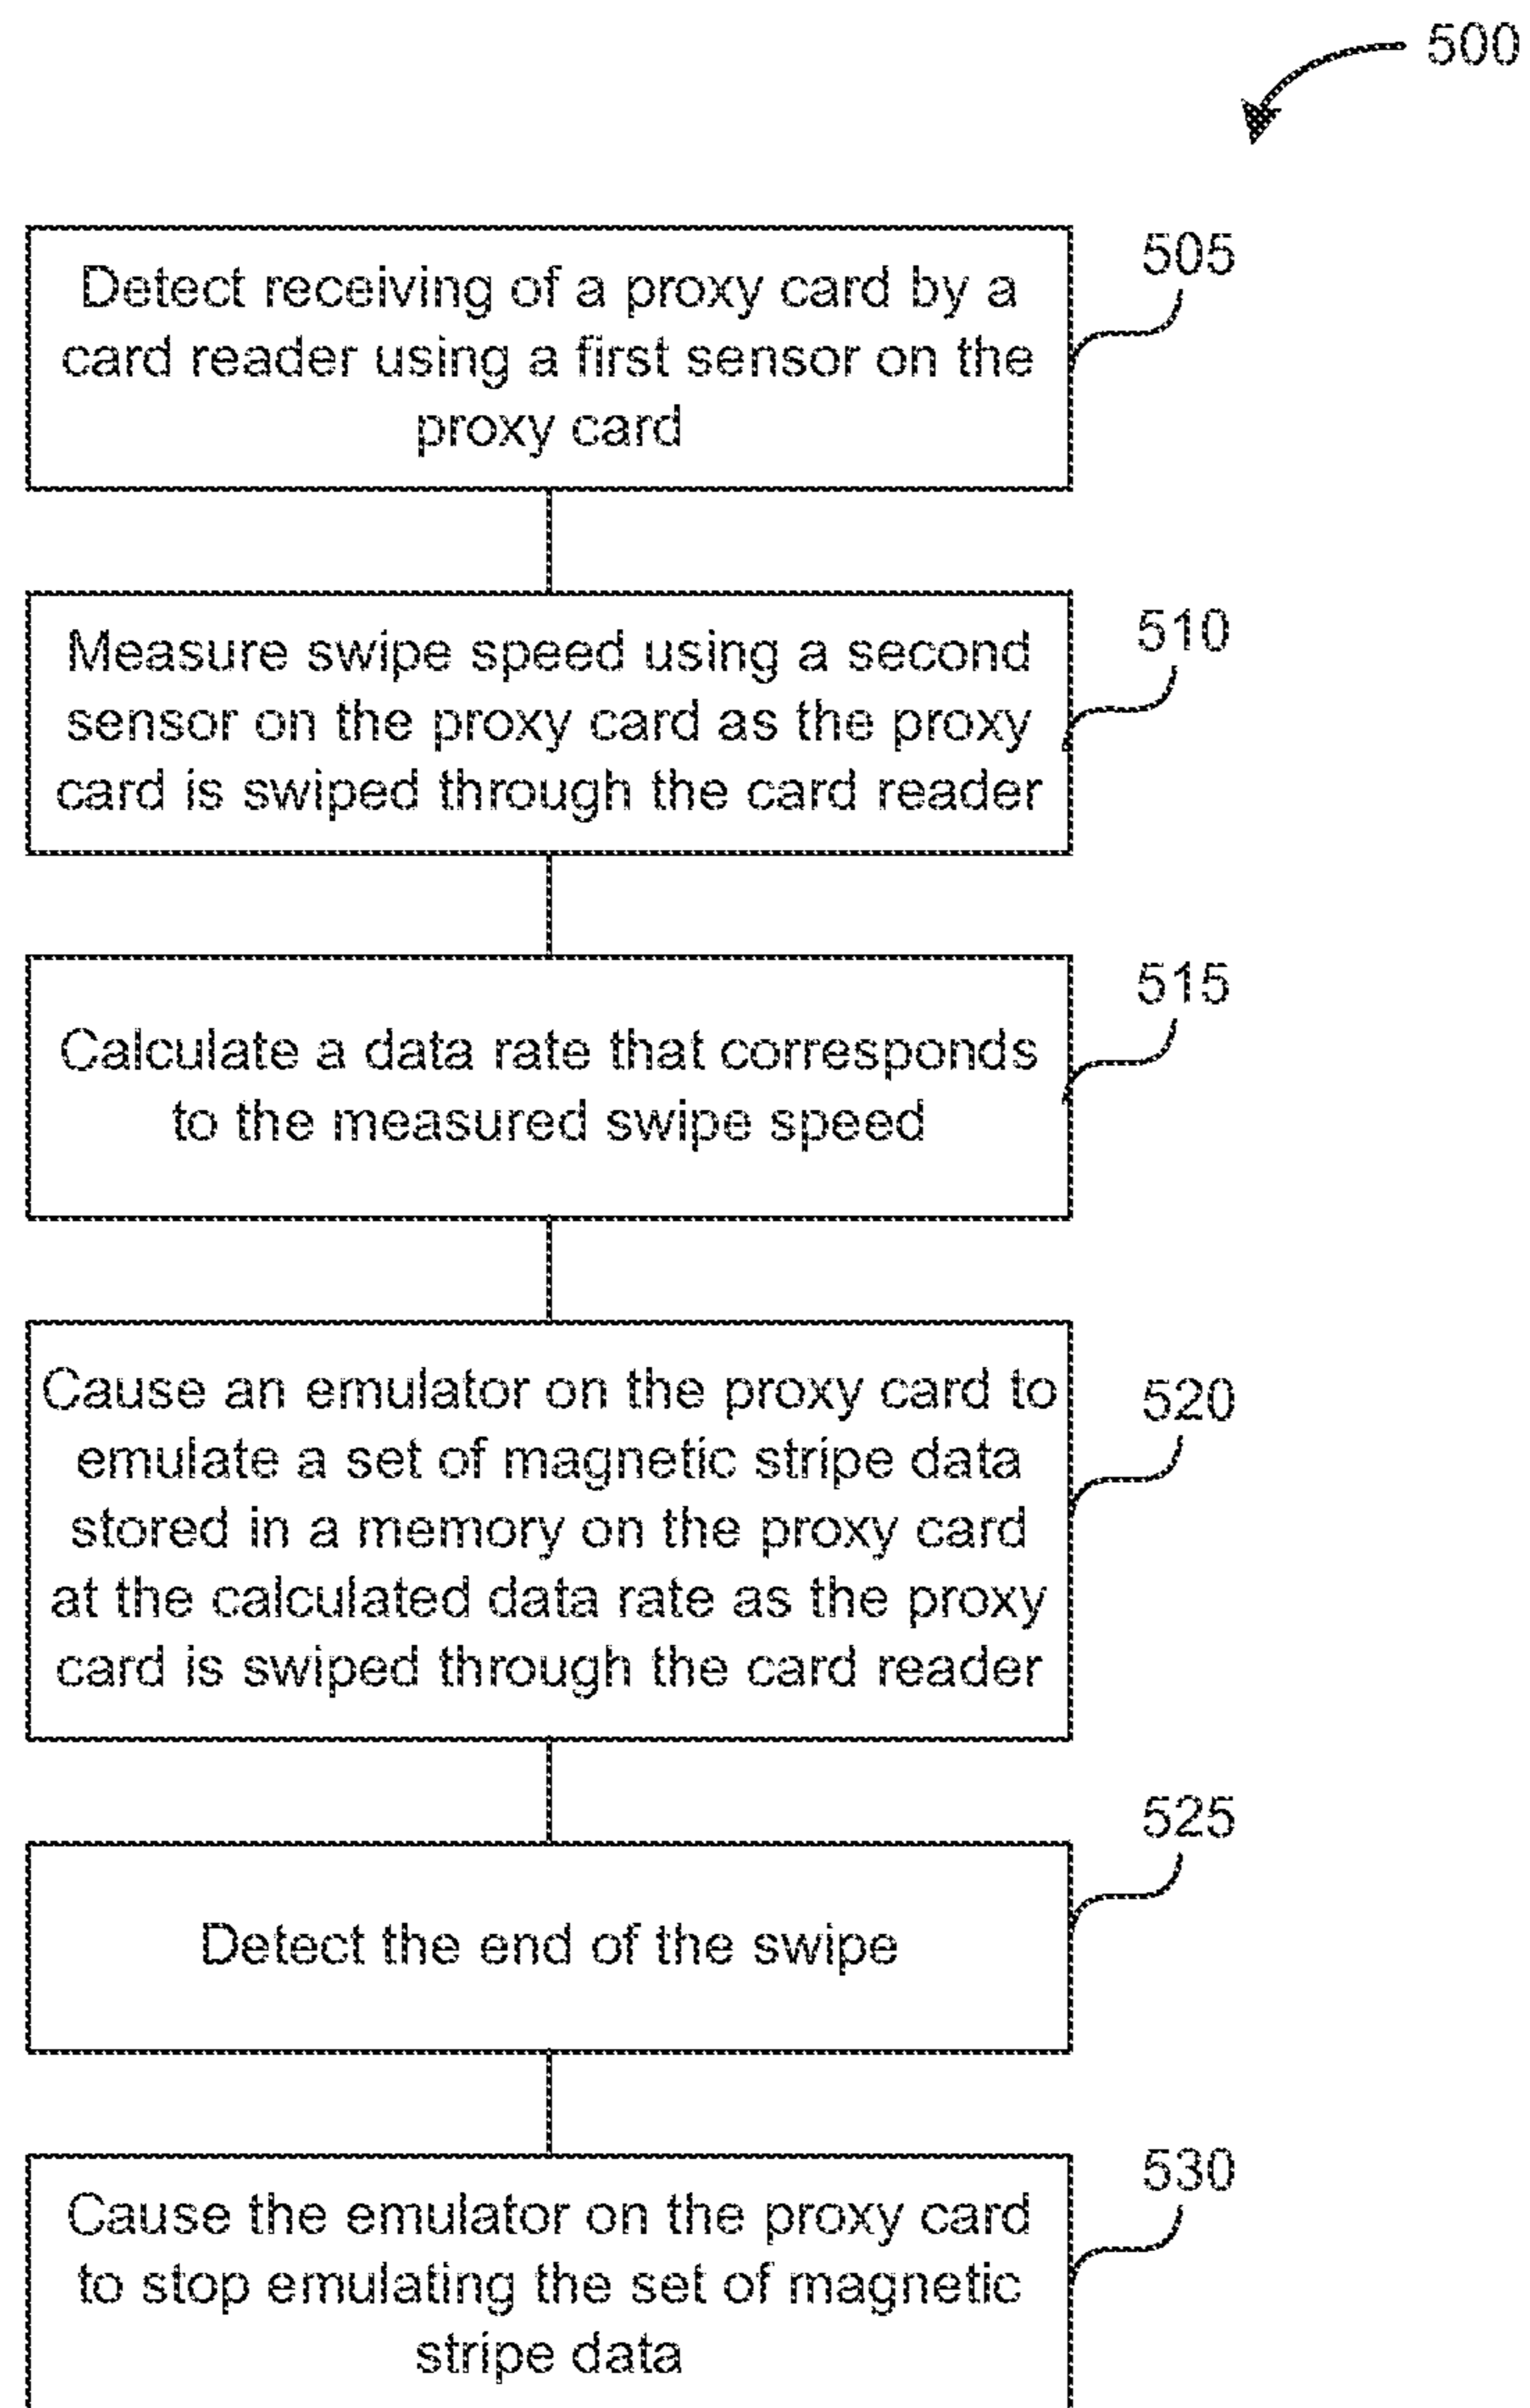 500
Detect receiving of a proxy card by a
card reader using a first sensor on the
proxy card
505
Measure swipe speed using a second
sensor on the proxy card as the proxy
card is swiped through the card reader
510
Calculate a data rate that corresponds
to the measured swipe speed
515
Cause an emulator on the proxy card to
emulate a set of magnetic stripe data
stored in a memory on the proxy card
at the calculated data rate as the proxy
card is swiped through the card reader
520
Detect the end of the swipe
525
Cause the emulator on the proxy card
to stop emulating the set of magnetic
stripe data
530